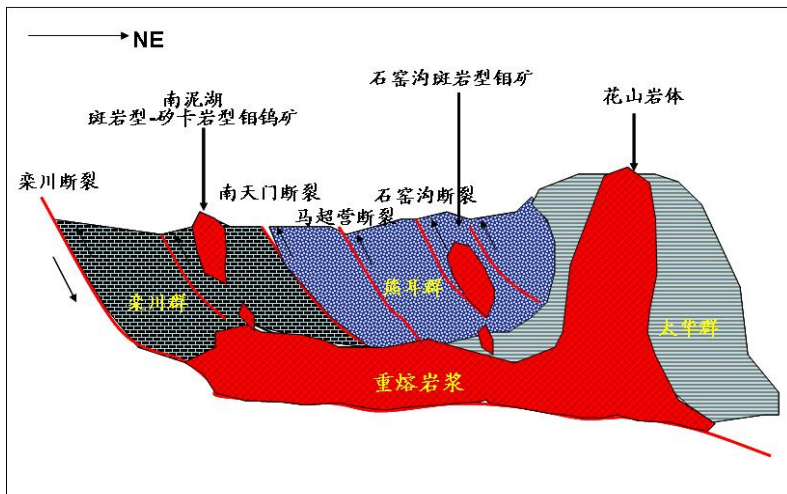 NE
南泥湖
斑岩型-矽卡岩型钼钨矿
石窑沟斑岩型钼矿
花山岩体
栾川断裂
南天门断裂
马超营断裂
石窑沟断裂
栾川群
熊耳群
太华群
重熔岩浆